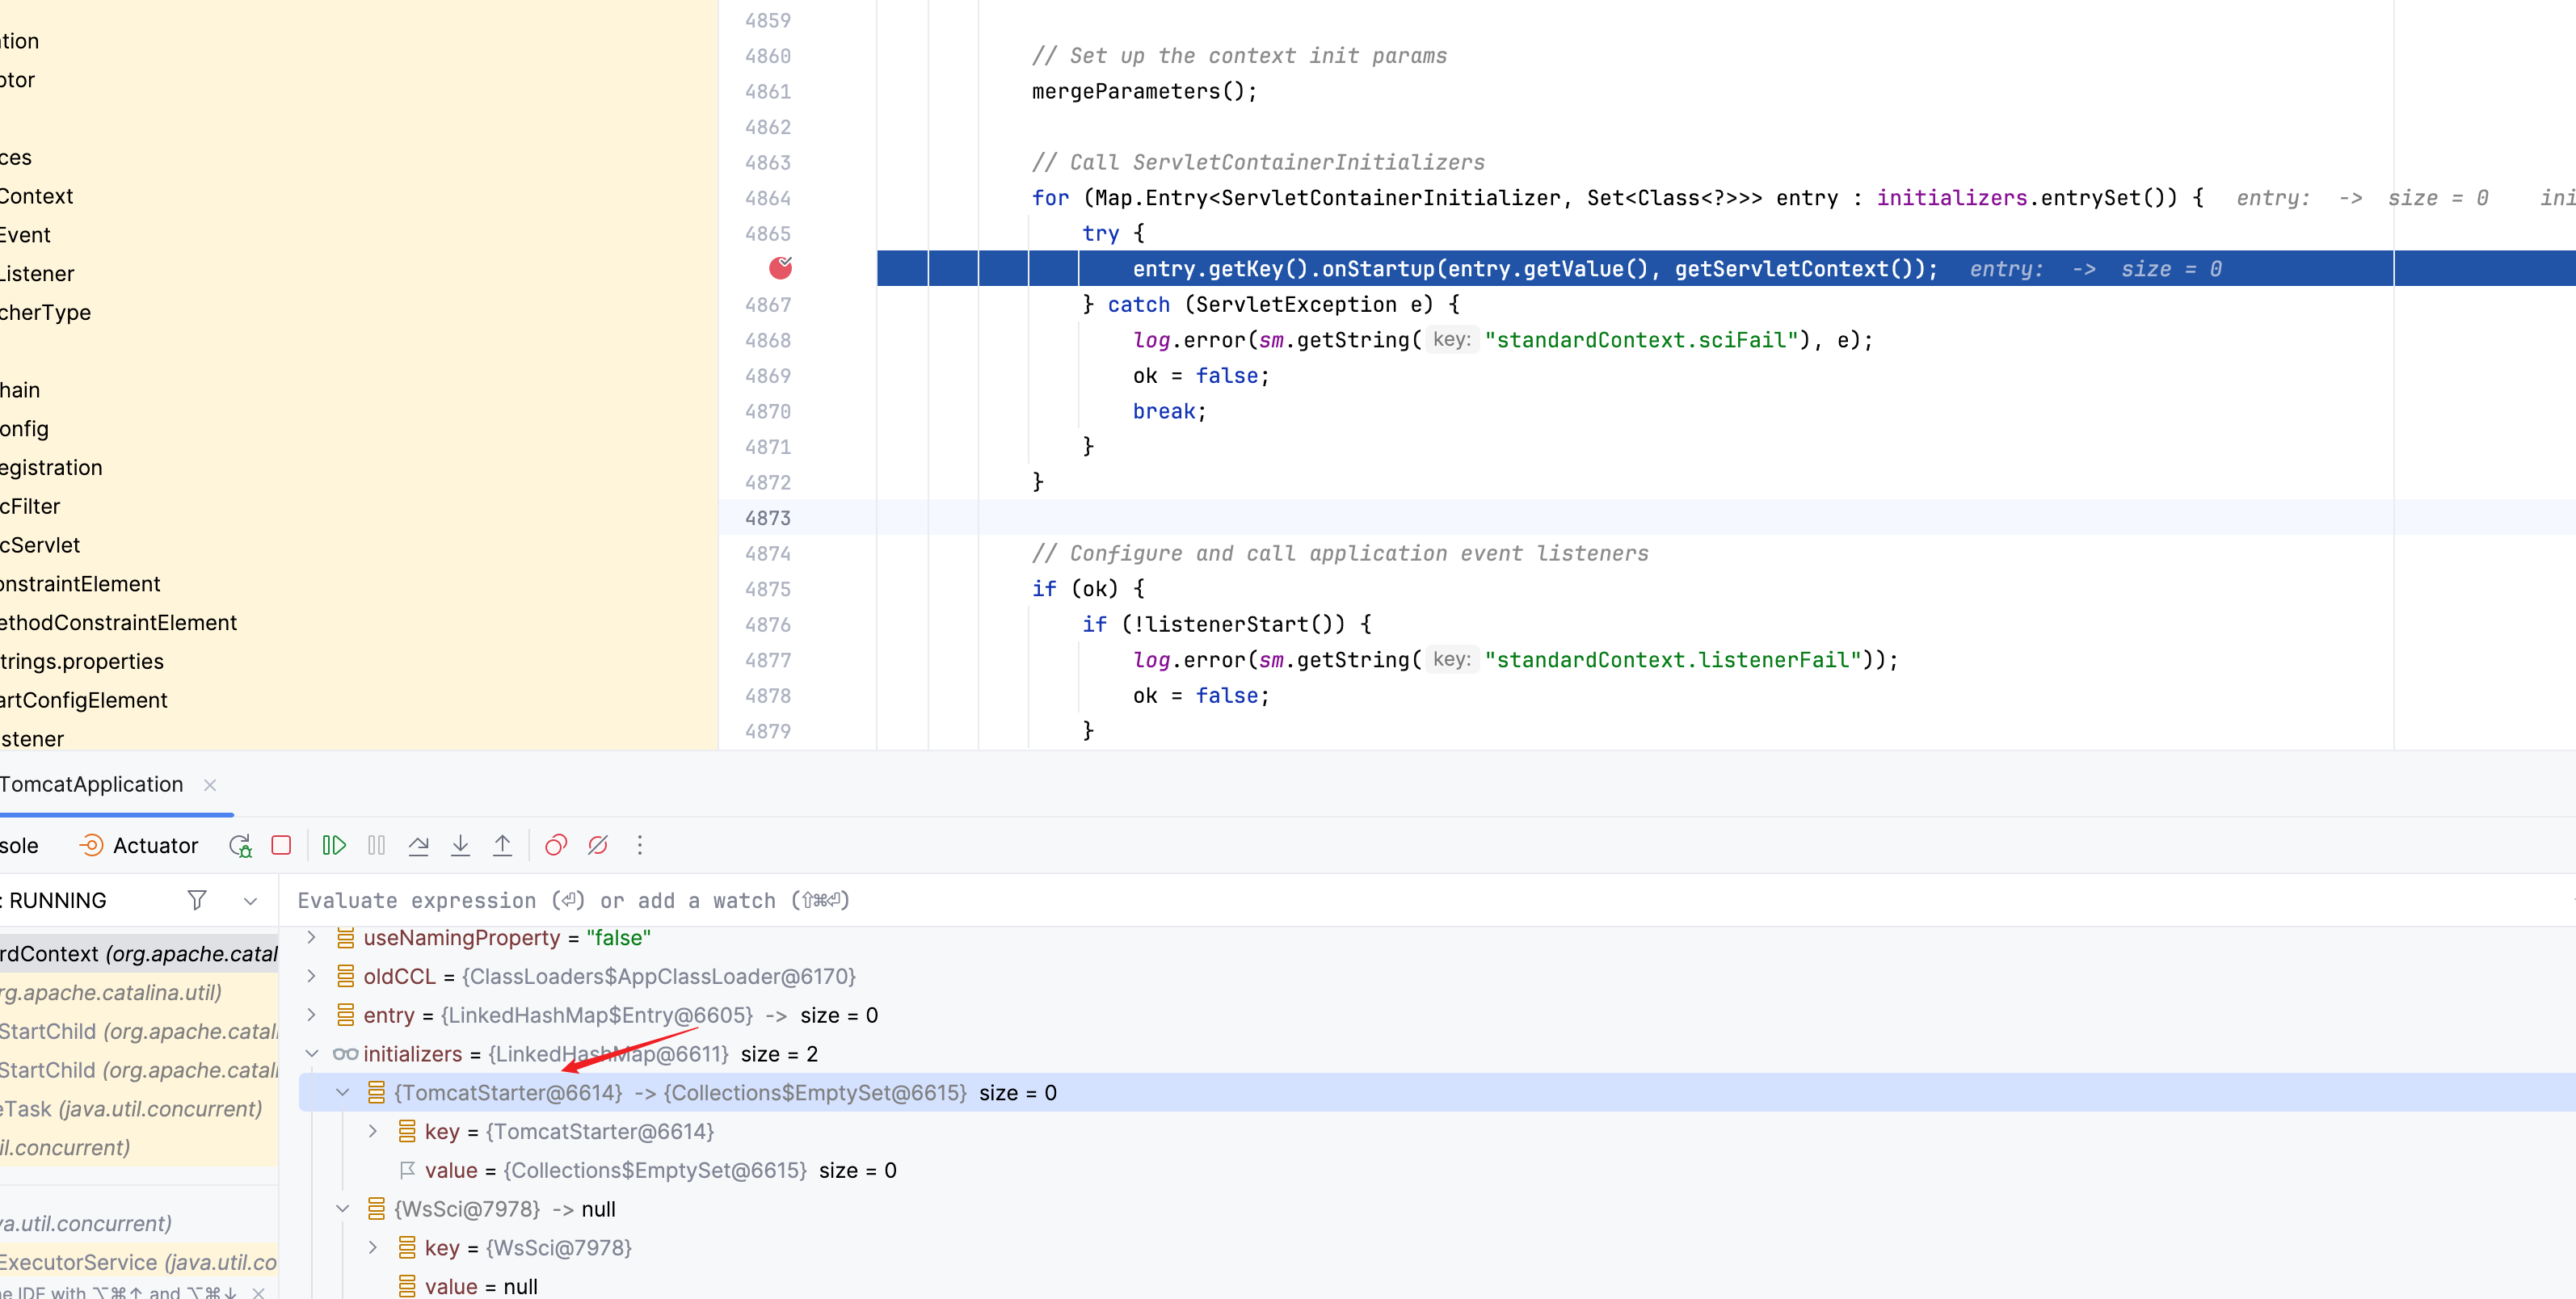 tion
ptor
ces
Context
Event
Listener
cherType
hain
onfig
egistration
cFilter
cServlet
onstraintElement
ethodConstraintElement
trings.properties
artConfigElement
stener
4859
4860 // Set up the context init params
4861 mergeParameters();
4862
4863 // Call ServletContainerInitializers
4864 for (Map.Entry<ServletContainerInitializer, Set<Class<?>>> entry : initializers.entrySet()) { entry: -> size = 0 ini
4865 try {
entry.getKey().onStartup(entry.getValue(), getServletContext()); entry: -> size = 0
4867 } catch (ServletException e) {
4868 log.error(sm.getString( key: "standardContext.sciFail"), e);
4869 ok = false;
4870 break;
4871 }
4872 }
4873
4874 // Configure and call application event listeners
4875 if (ok) {
4876 if (!listenerStart()) {
4877 log.error(sm.getString( key: "standardContext.listenerFail"));
4878 ok = false;
4879 }
TomcatApplication
sole Actuator
: RUNNING
Evaluate expression (⏎) or add a watch (⇧⌘⏎)
rdContext (org.apache.catal
rg.apache.catalina.util)
StartChild (org.apache.catal
StartChild (org.apache.catal
eTask (java.util.concurrent)
il.concurrent)
va.util.concurrent)
ExecutorService (java.util.co
he IDE with ⌥⌘↑ and ⌥⌘↓
useNamingProperty = "false"
oldCCL = {ClassLoaders$AppClassLoader@6170}
entry = {LinkedHashMap$Entry@6605} -> size = 0
initializers = {LinkedHashMap@6611} size = 2
{TomcatStarter@6614} -> {Collections$EmptySet@6615} size = 0
key = {TomcatStarter@6614}
value = {Collections$EmptySet@6615} size = 0
{WsSci@7978} -> null
key = {WsSci@7978}
value = null